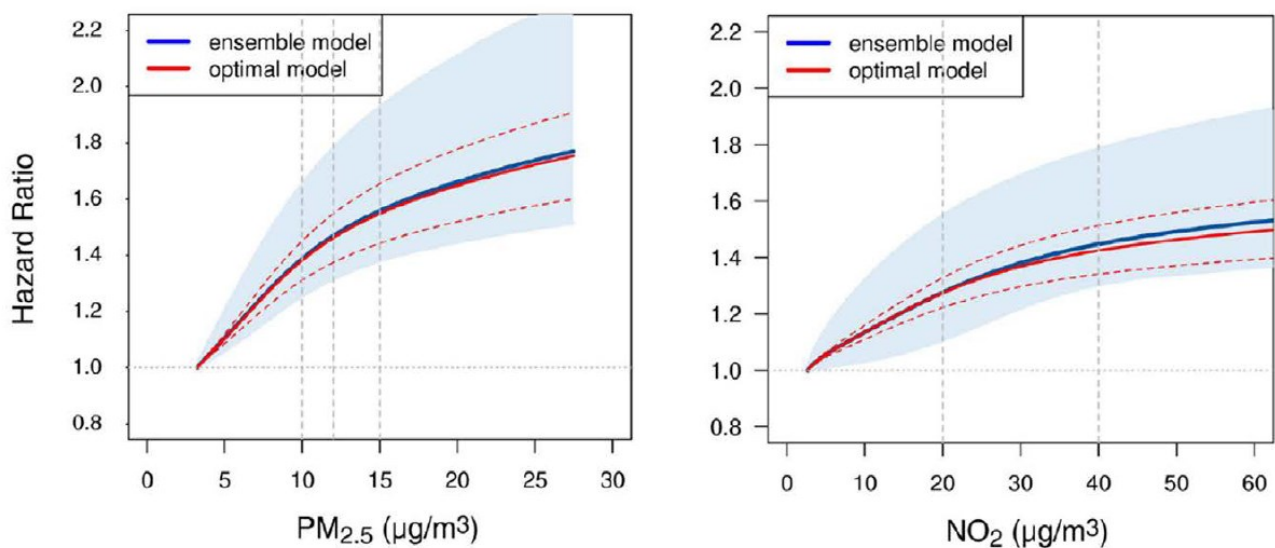 2.2
2.0
1.8
1.6
1.4
1.2
1.0
0.8
Hazard Ratio
ensemble model
optimal model
0 5 10 15 20 25 30
PM2.5 (µg/m³)
2.2
2.0
1.8
1.6
1.4
1.2
1.0
0.8
ensemble model
optimal model
0 10 20 30 40 50 60
NO2 (µg/m³)